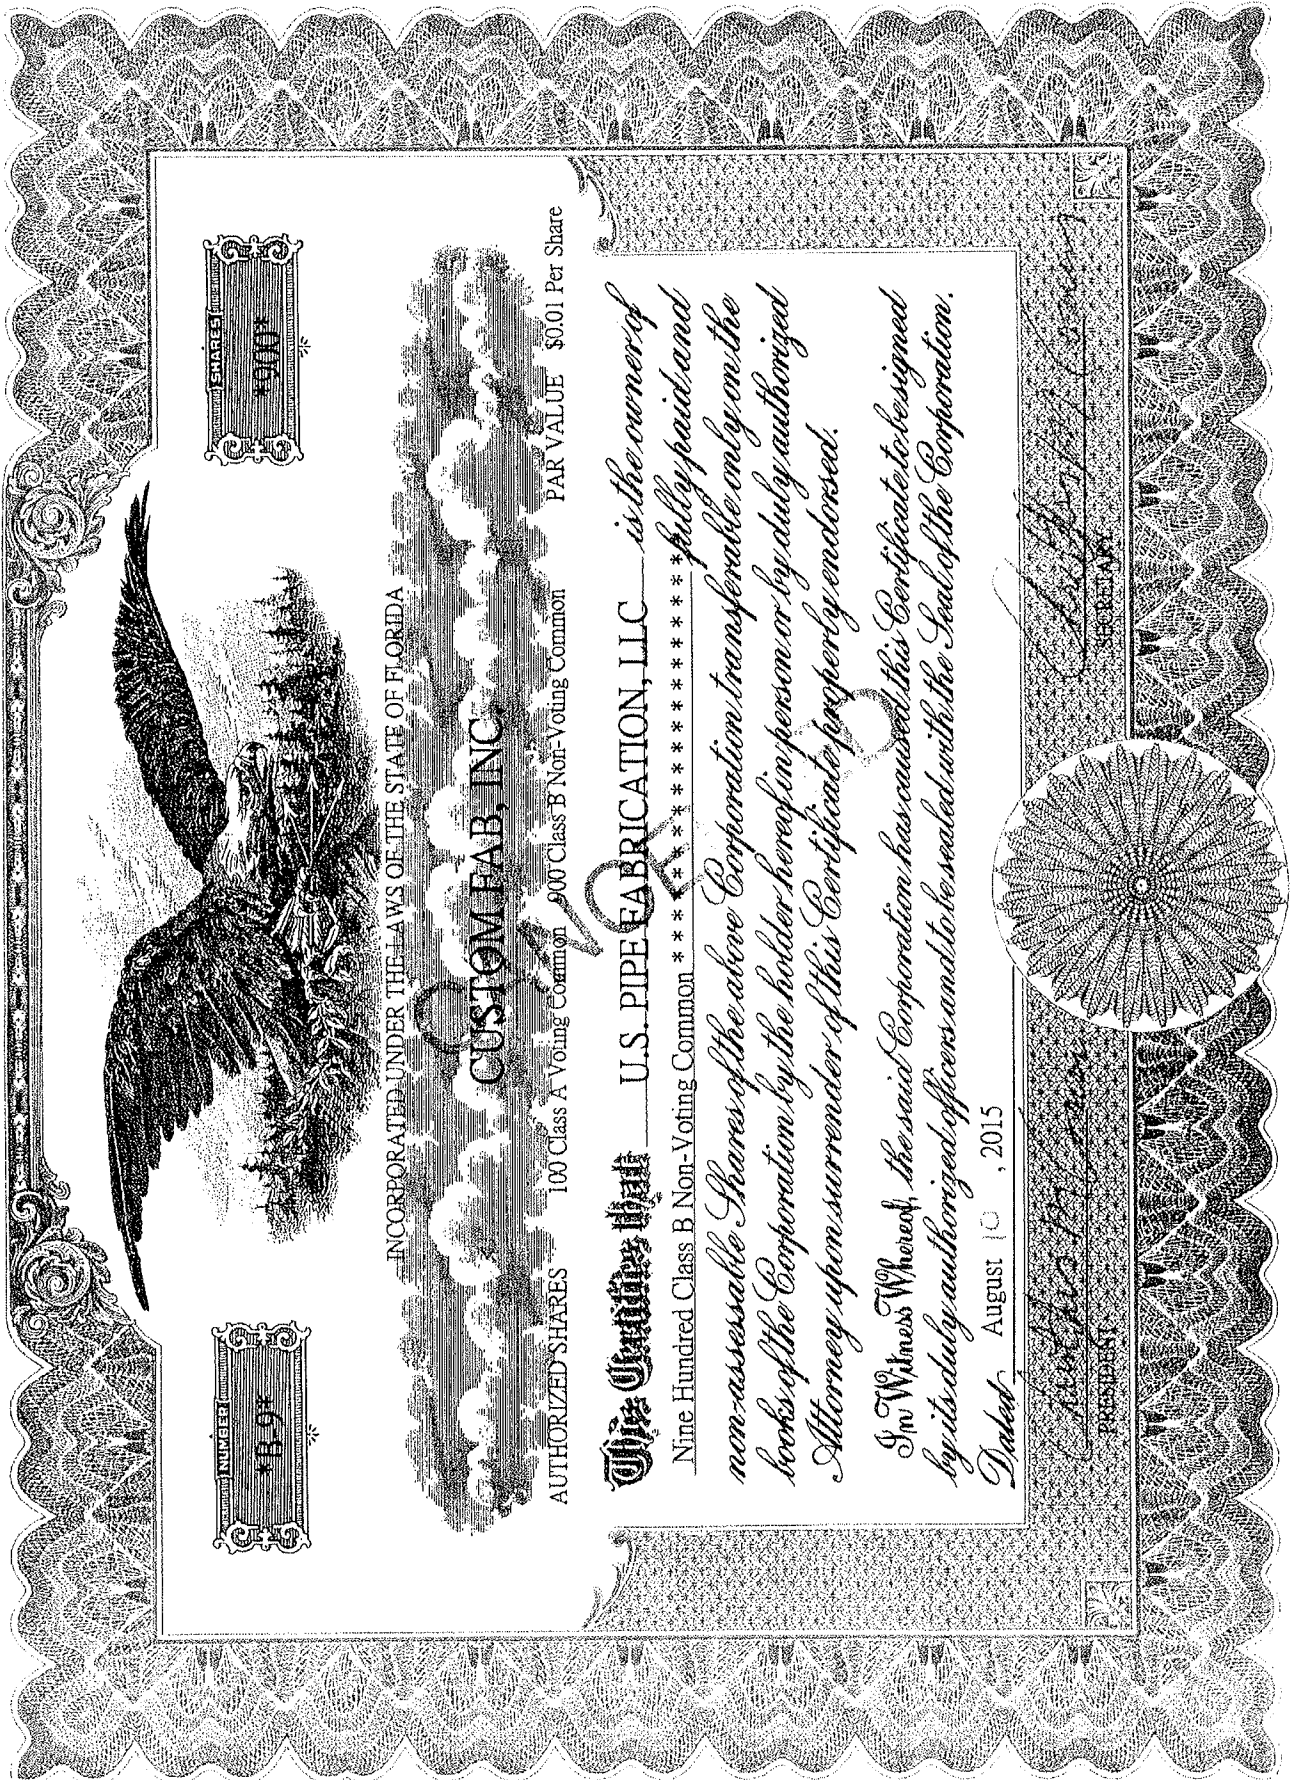 NUMBER
*B-9*
SHARES
*900*
INCORPORATED UNDER THE LAWS OF THE STATE OF FLORIDA
CUSTOM FAB, INC.
AUTHORIZED SHARES 100 Class A Voting Common 900 Class B Non-Voting Common PAR VALUE $0.01 Per Share
This Certifies that U.S. PIPE FABRICATION, LLC is the owner of
Nine Hundred Class B Non-Voting Common * * * * * * * * * * * * * * * * * * * * fully paid and
non-assessable Shares of the above Corporation transferable only on the
books of the Corporation by the holder hereof in person or by duly authorized
Attorney upon surrender of this Certificate properly endorsed.
In Witness Whereof, the said Corporation has caused this Certificate to be signed
by its duly authorized officers and to be sealed with the Seal of the Corporation.
Dated August 10, 2015
PRESIDENT
SECRETARY